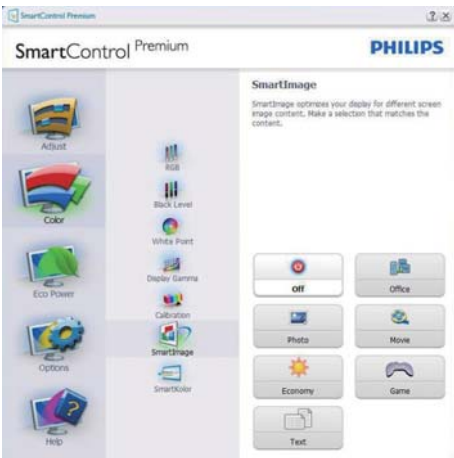 SmartControl Premium
SmartControl Premium
PHILIPS
Adjust
Color
Eco Power
Options
Help
RGB
Black Level
White Point
Display Gamma
Calibration
SmartImage
SmartKolor
SmartImage
SmartImage optimizes your display for different screen
image content. Make a selection that matches the
content.
Off
Office
Photo
Movie
Economy
Game
Text